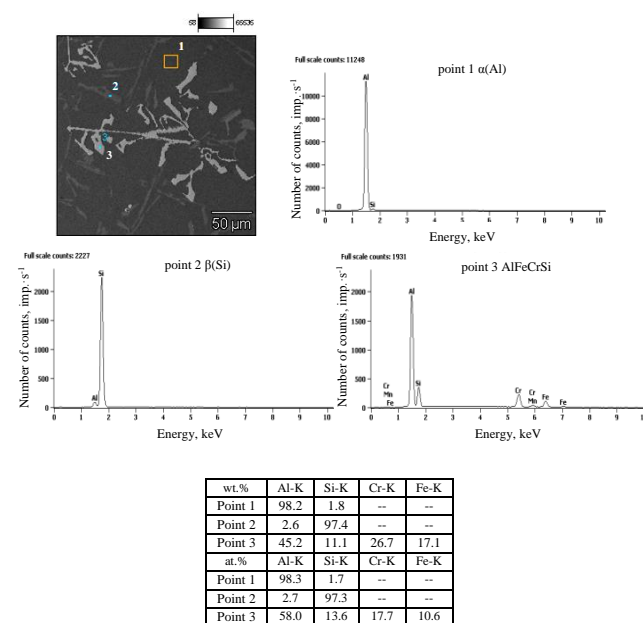 68 65536
1
2
3
3
50 µm
Full scale counts: 11248
point 1 α(Al)
Number of counts, imp.·s⁻¹
10000
8000
6000
4000
2000
0
Al
O
Si
0 1 2 3 4 5 6 7 8 9 10
Energy, keV
Full scale counts: 2227
point 2 β(Si)
Number of counts, imp.·s⁻¹
2000
1500
1000
500
0
Si
Al
0 1 2 3 4 5 6 7 8 9 10
Energy, keV
Full scale counts: 1931
point 3 AlFeCrSi
Number of counts, imp.·s⁻¹
2000
1500
1000
500
0
Al
Si
Cr
Mn
Fe
Cr
Cr
Mn
Fe
Fe
0 1 2 3 4 5 6 7 8 9
Energy, keV
wt.% Al-K Si-K Cr-K Fe-K
Point 1 98.2 1.8 -- --
Point 2 2.6 97.4 -- --
Point 3 45.2 11.1 26.7 17.1
at.% Al-K Si-K Cr-K Fe-K
Point 1 98.3 1.7 -- --
Point 2 2.7 97.3 -- --
Point 3 58.0 13.6 17.7 10.6